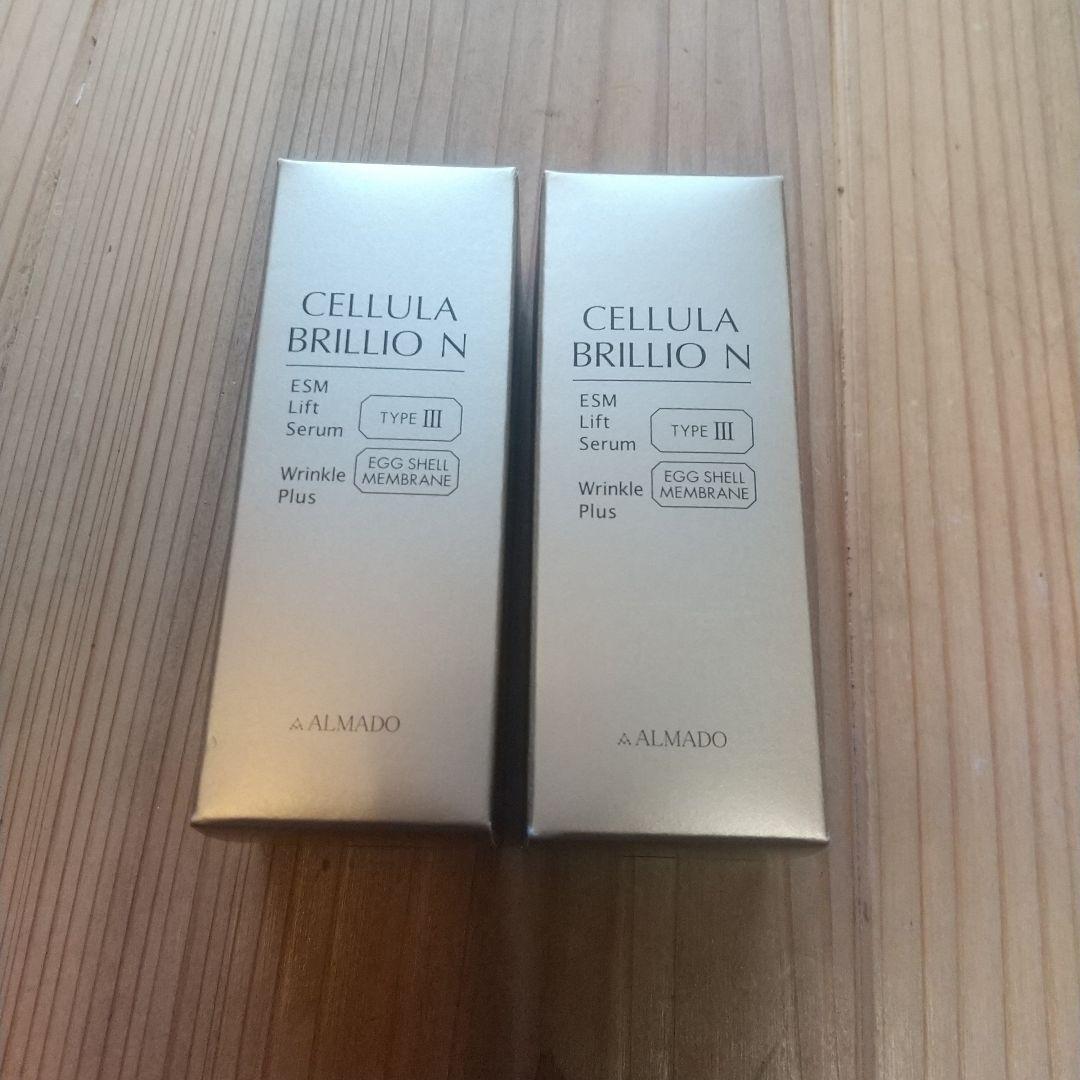 CELLULA
BRILLIO N
ESM
Lift
Serum
TYPE III
Wrinkle
Plus
EGG SHELL
MEMBRANE
ALMADO
CELLULA
BRILLIO N
ESM
Lift
Serum
TYPE III
Wrinkle
Plus
EGG SHELL
MEMBRANE
ALMADO